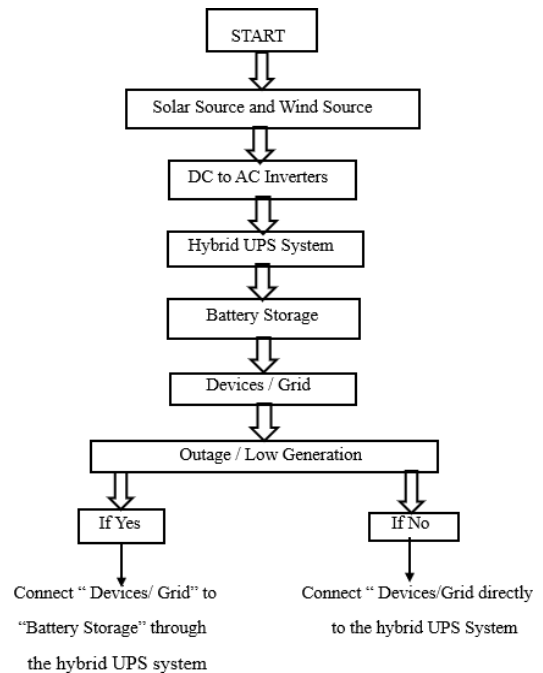 START
Solar Source and Wind Source
DC to AC Inverters
Hybrid UPS System
Battery Storage
Devices / Grid
Outage / Low Generation
If Yes
If No
Connect “ Devices/ Grid” to
“Battery Storage” through
the hybrid UPS system
Connect “ Devices/Grid directly
to the hybrid UPS System